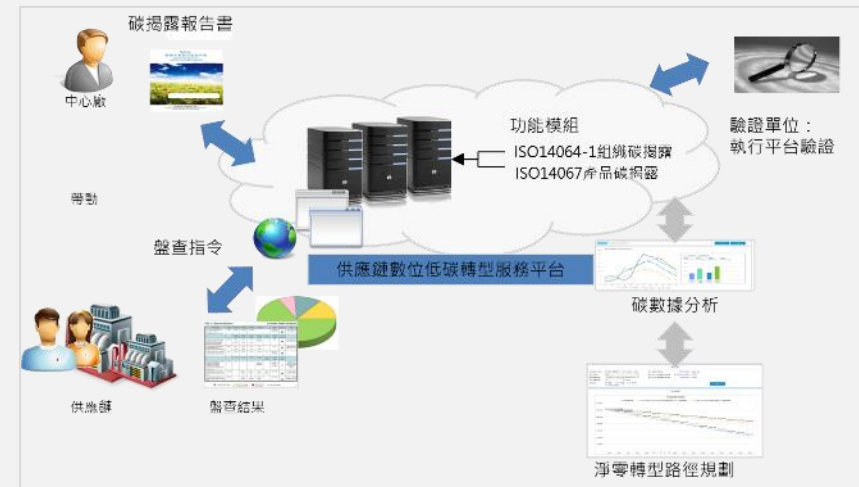 碳揭露報告書
中心廠
功能模組
ISO14064-1組織碳揭露
ISO14067產品碳揭露
驗證單位：
執行平台驗證
帶動
盤查指令
供應鏈數位低碳轉型服務平台
碳數據分析
供應鏈
盤查結果
淨零轉型路徑規劃